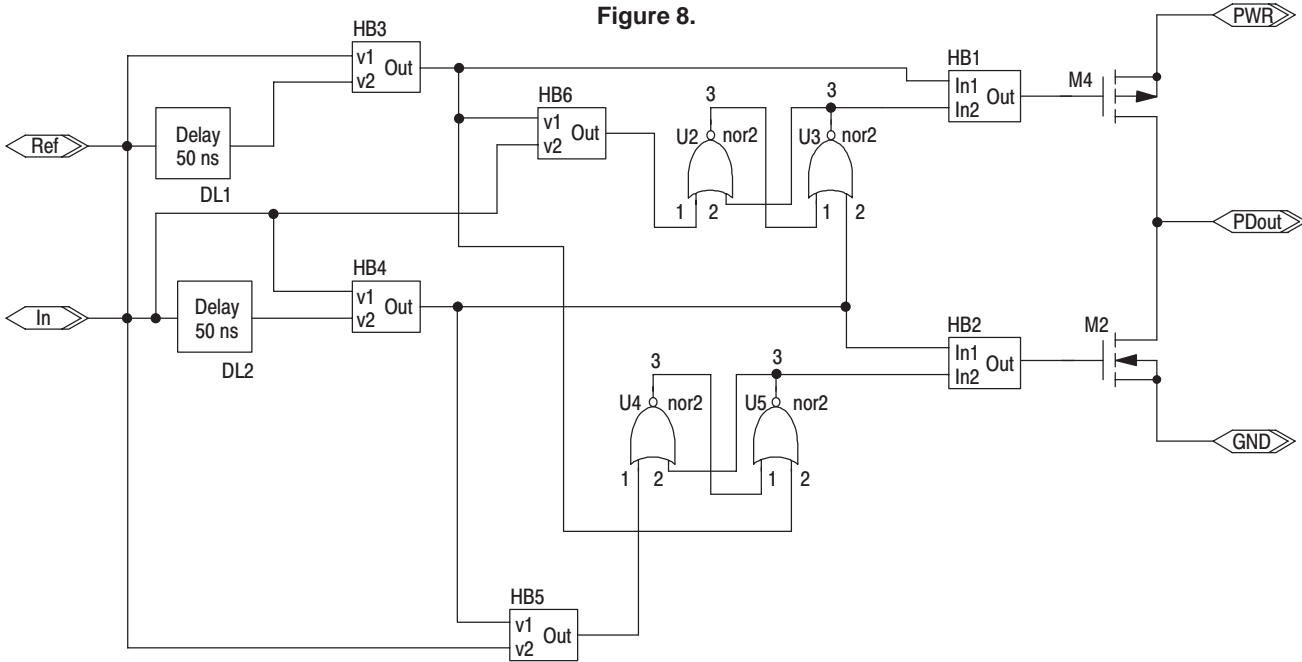 Figure 8.
PWR
HB3
v1
v2
Out
HB1
In1
In2
Out
M4
HB6
v1
v2
Out
3
3
U2
nor2
U3
nor2
Delay
50 ns
Ref
DL1
1
2
1
2
PDout
HB4
v1
v2
Out
In
Delay
50 ns
DL2
HB2
In1
In2
Out
M2
3
3
U4
nor2
U5
nor2
GND
1
2
1
2
HB5
v1
v2
Out